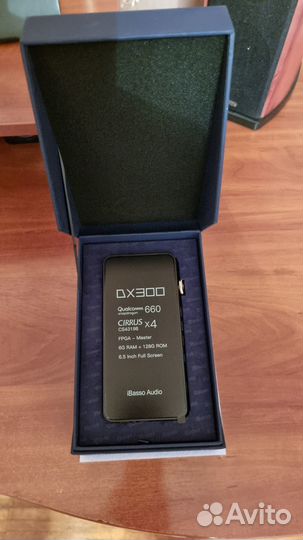 DX300
Qualcomm snapdragon 660
CIRRUS CS43198 x4
FPGA - Master
6G RAM + 128G ROM
6.5 Inch Full Screen
iBasso Audio
Avito